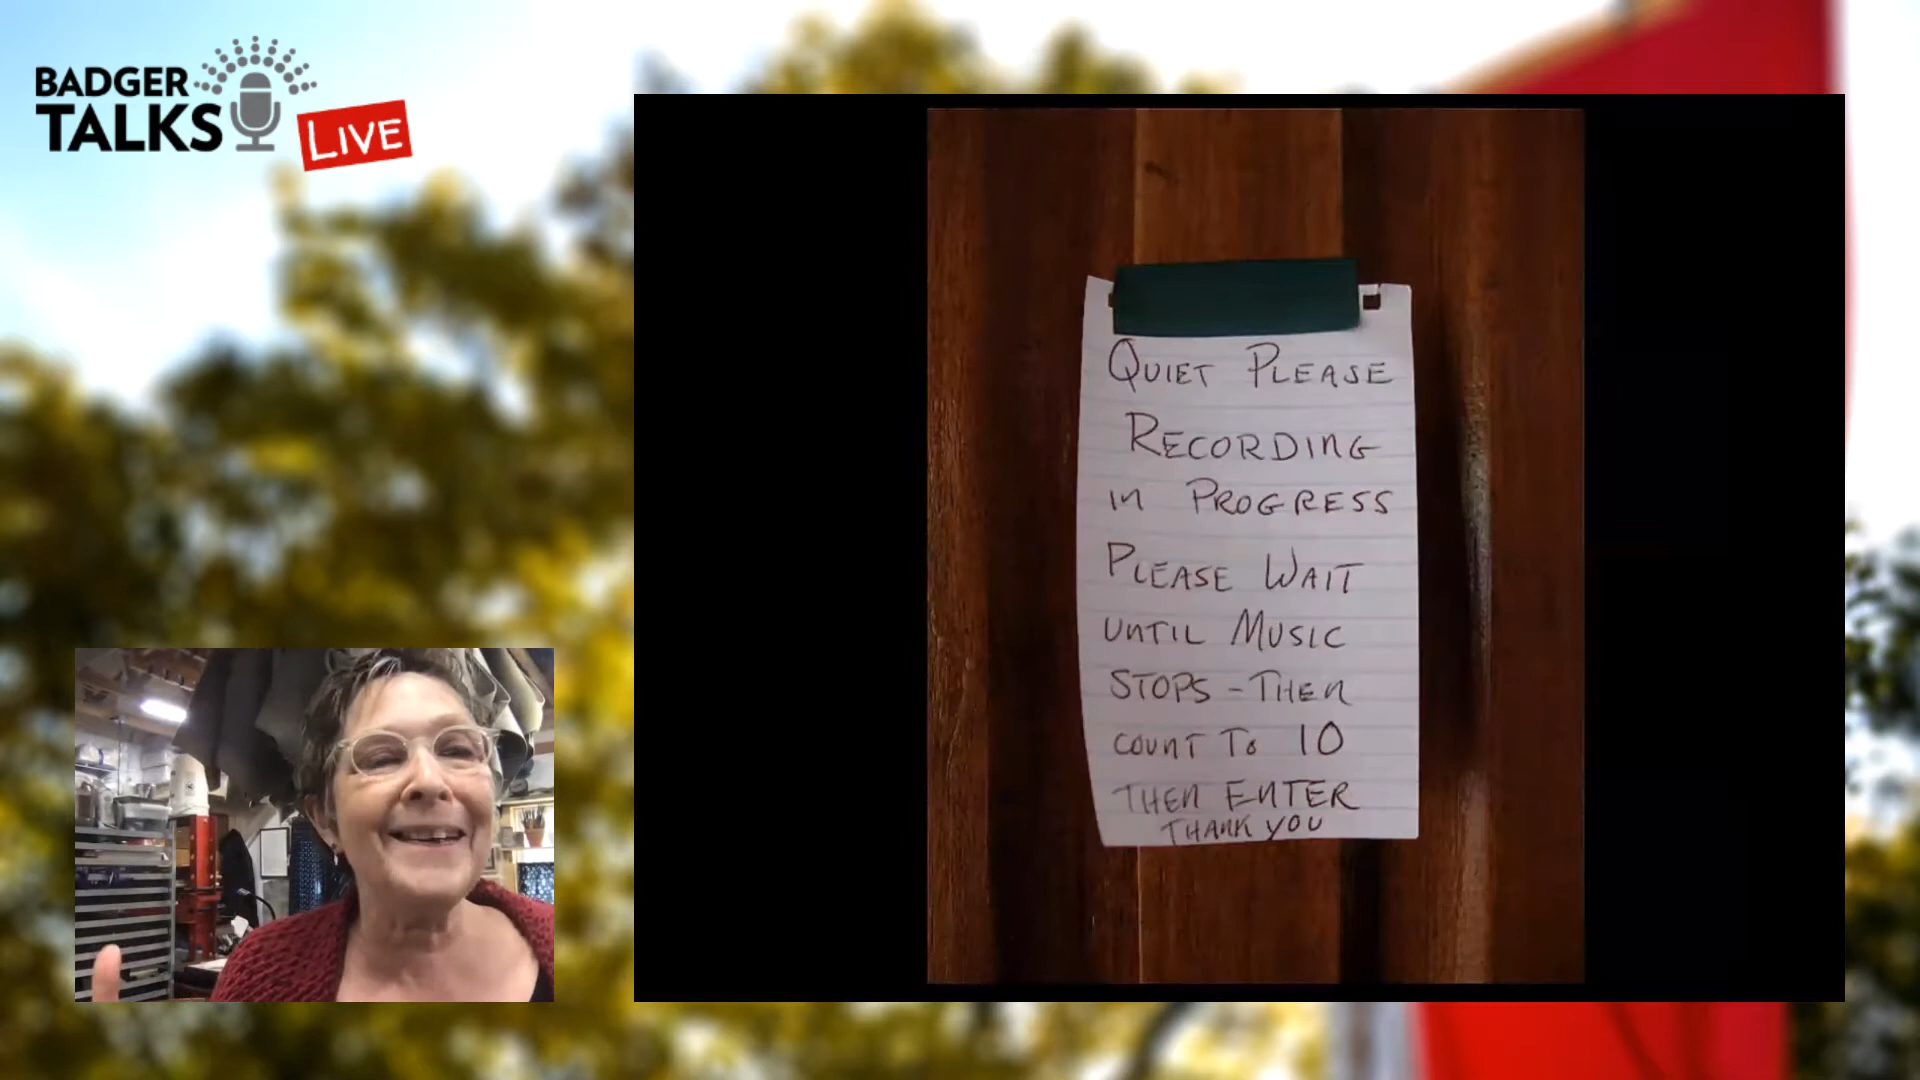 BADGER
TALKS
LIVE
QUIET PLEASE
RECORDING
IN PROGRESS
PLEASE WAIT
UNTIL MUSIC
STOPS - THEN
COUNT TO 10
THEN ENTER
THANK YOU